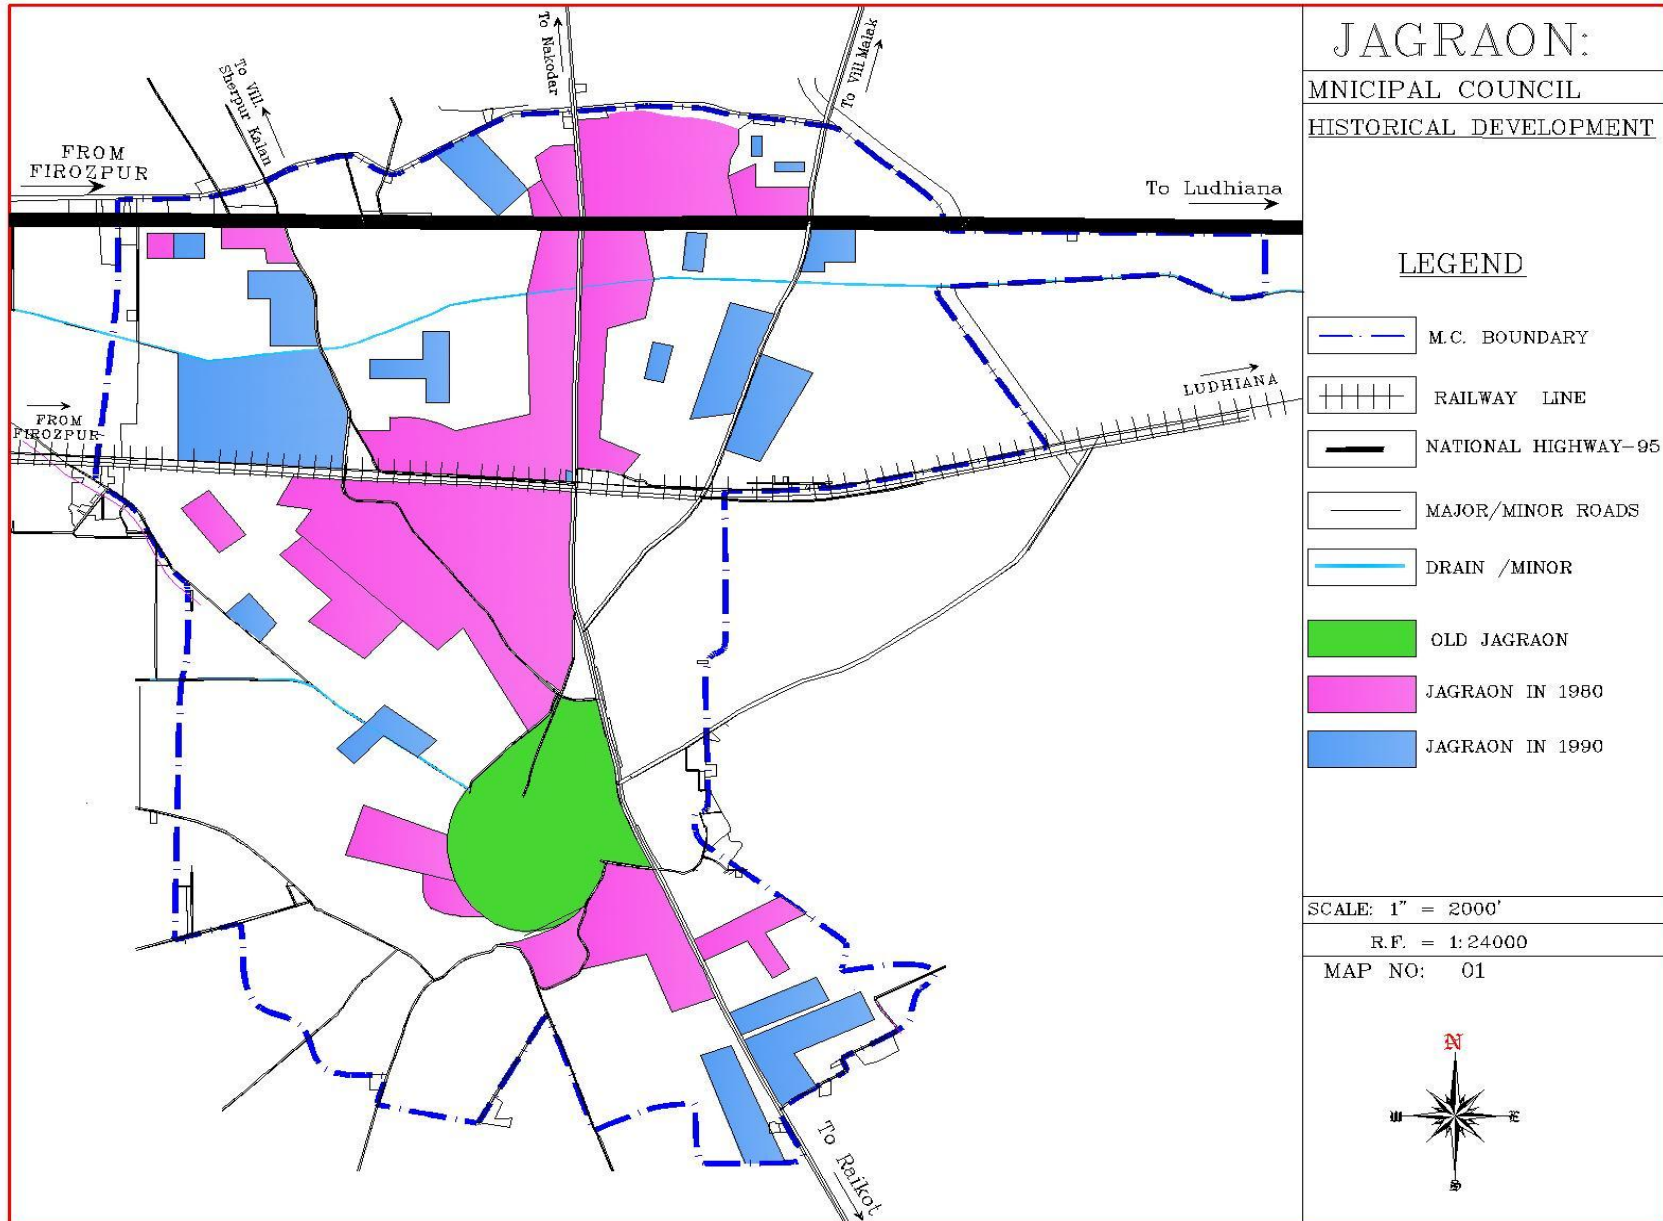 JAGRAON:
MNICIPAL COUNCIL
HISTORICAL DEVELOPMENT
To Nakodar
To Vill Malak
To Vill.
Sherpur Kalan
FROM
FIROZPUR
To Ludhiana
LEGEND
M.C. BOUNDARY
RAILWAY LINE
NATIONAL HIGHWAY-95
MAJOR/MINOR ROADS
DRAIN /MINOR
OLD JAGRAON
JAGRAON IN 1980
JAGRAON IN 1990
LUDHIANA
FROM
FIROZPUR
SCALE: 1" = 2000'
R.F. = 1:24000
MAP NO: 01
N
S
To Raikot